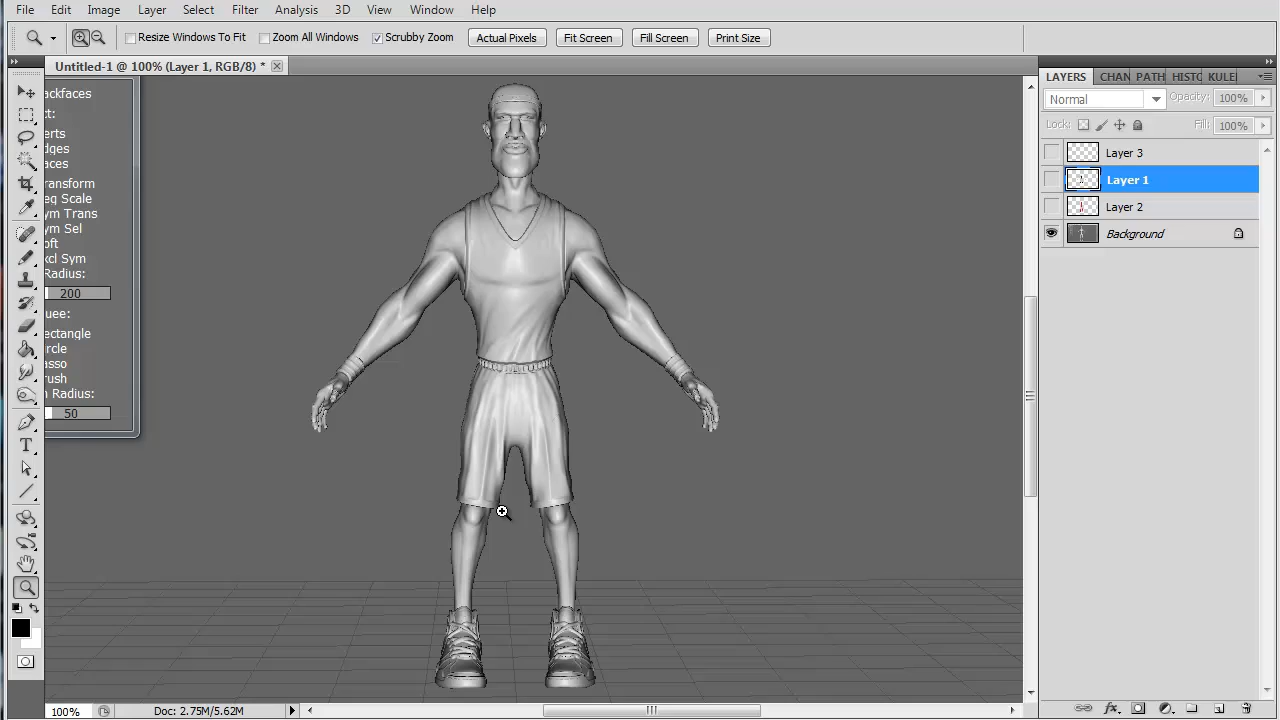 File Edit Image Layer Select Filter Analysis 3D View Window Help
Resize Windows To Fit Zoom All Windows Scrubby Zoom Actual Pixels Fit Screen Fill Screen Print Size
Untitled-1 @ 100% (Layer 1, RGB/8) *
ackfaces
ct:
erts
dges
aces
ransform
eq Scale
ym Trans
ym Sel
oft
xcl Sym
Radius:
200
quee:
ectangle
ircle
asso
rush
n Radius:
50
LAYERS CHAN PATH HISTO KULEI
Normal Opacity: 100%
Lock: Fill: 100%
Layer 3
Layer 1
Layer 2
Background
100% Doc: 2.75M/5.62M